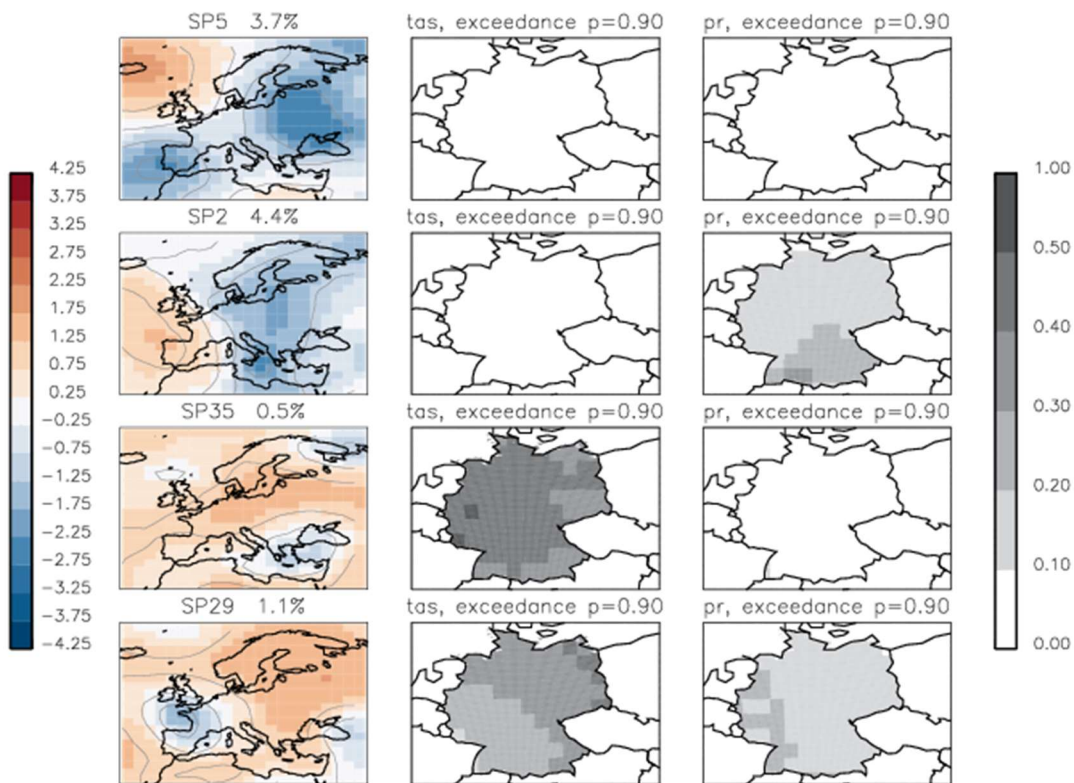 SP5 3.7%
tas, exceedance p=0.90
pr, exceedance p=0.90
SP2 4.4%
tas, exceedance p=0.90
pr, exceedance p=0.90
SP35 0.5%
tas, exceedance p=0.90
pr, exceedance p=0.90
SP29 1.1%
tas, exceedance p=0.90
pr, exceedance p=0.90
4.25
3.75
3.25
2.75
2.25
1.75
1.25
0.75
0.25
−0.25
−0.75
−1.25
−1.75
−2.25
−2.75
−3.25
−3.75
−4.25
1.00
0.50
0.40
0.30
0.20
0.10
0.00